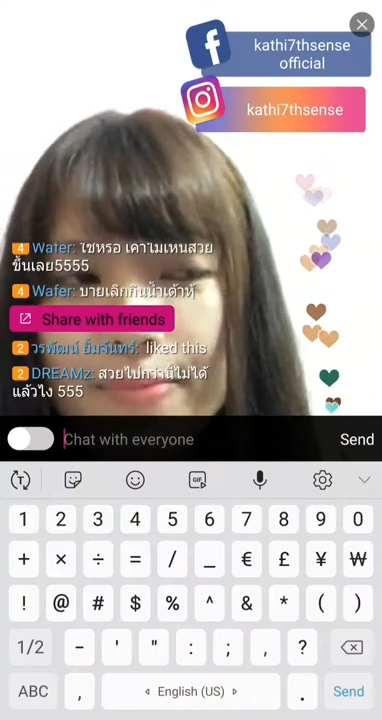 kathi7thsense
official
kathi7thsense
4 Wafer: ใช่หรอ เค้าไม่เห็นสวย
ขึ้นเลย5555
4 Wafer: บายเลิกกินน้ำเต้าหู้
Share with friends
2 วรพัฒน์ ยิ้มจันทร์: liked this
2 DREAMz: สวยไปกว่านี้ไม่ได้
แล้วไง 555
Chat with everyone
Send
GIF
1 2 3 4 5 6 7 8 9 0
+ × ÷ = / _ € £ ¥ ₩
! @ # $ % ^ & * ( )
1/2 - ' " : ; , ?
ABC , English (US) . Send